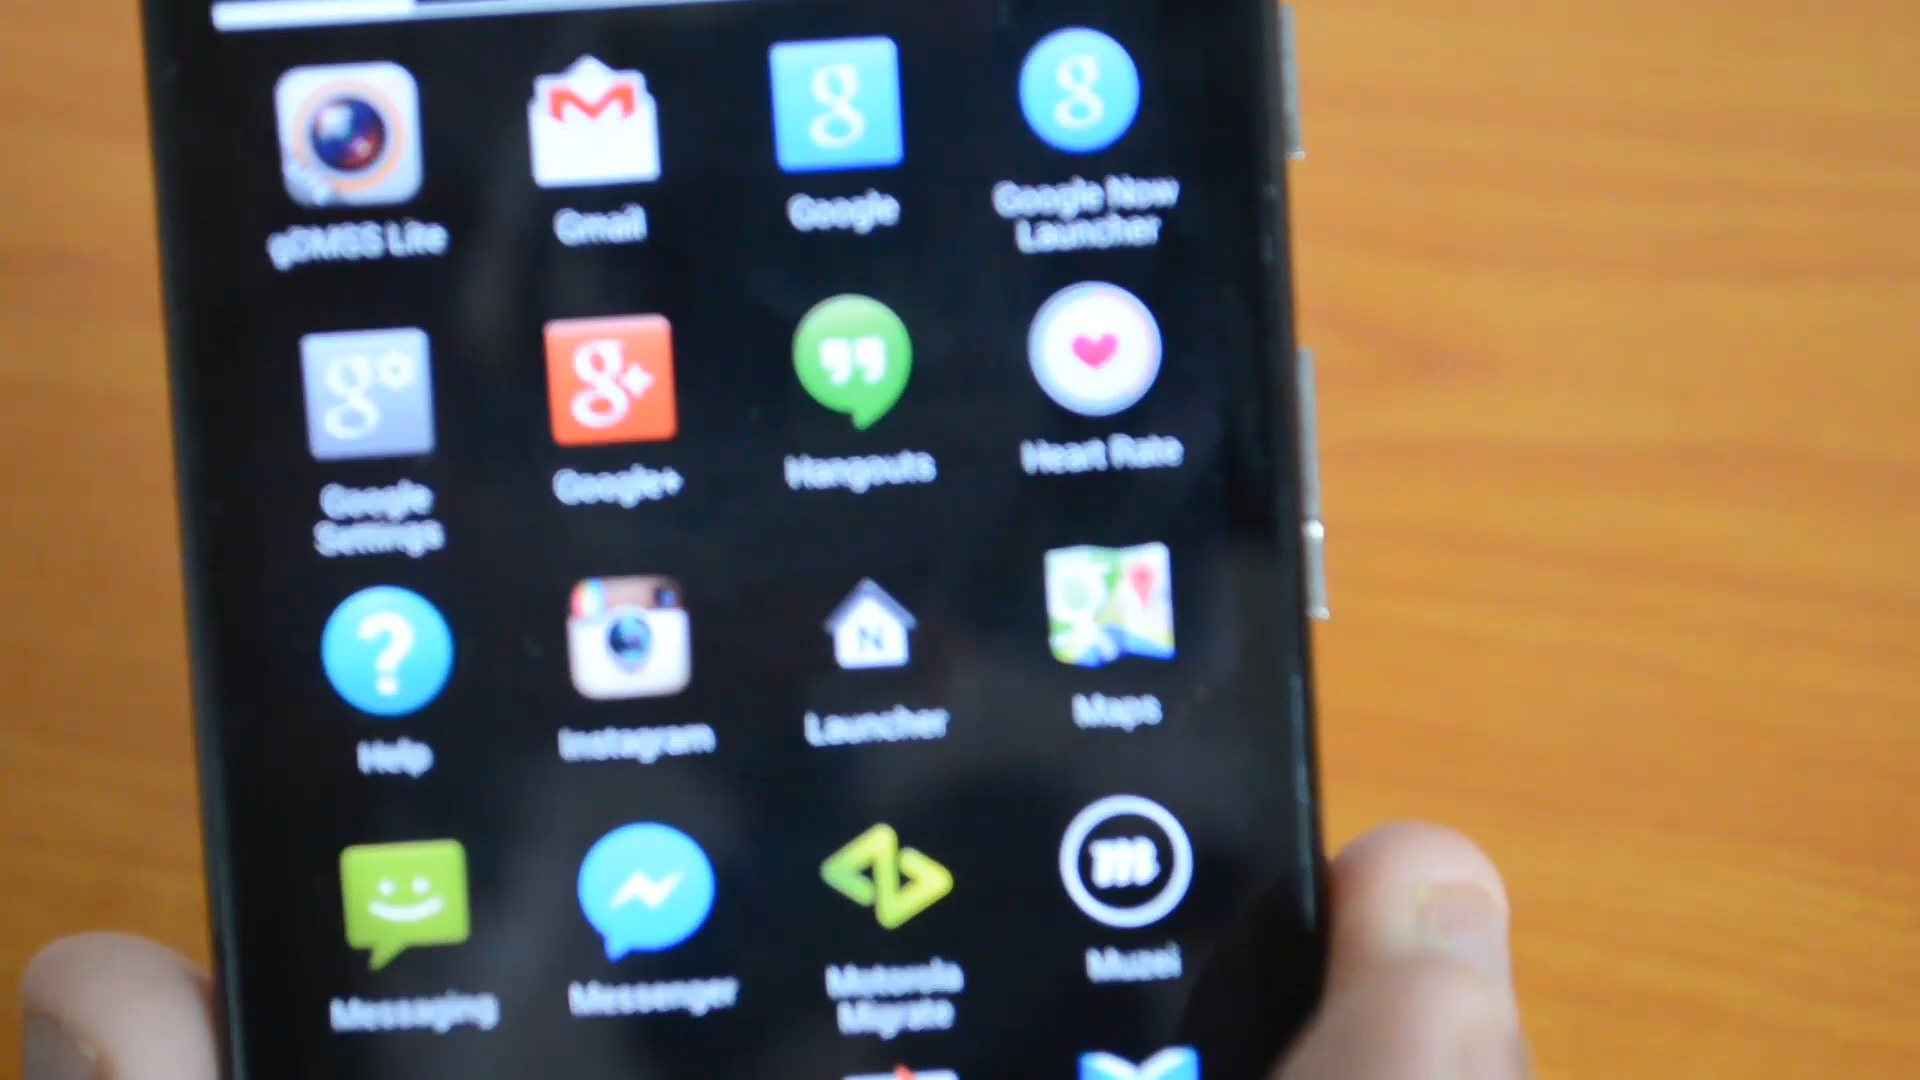 gDMSS Lite
Gmail
Google
Google Now
Launcher
Google
Settings
Google+
Hangouts
Heart Rate
Help
Instagram
Launcher
Maps
Messaging
Messenger
Motorola
Migrate
Muzei